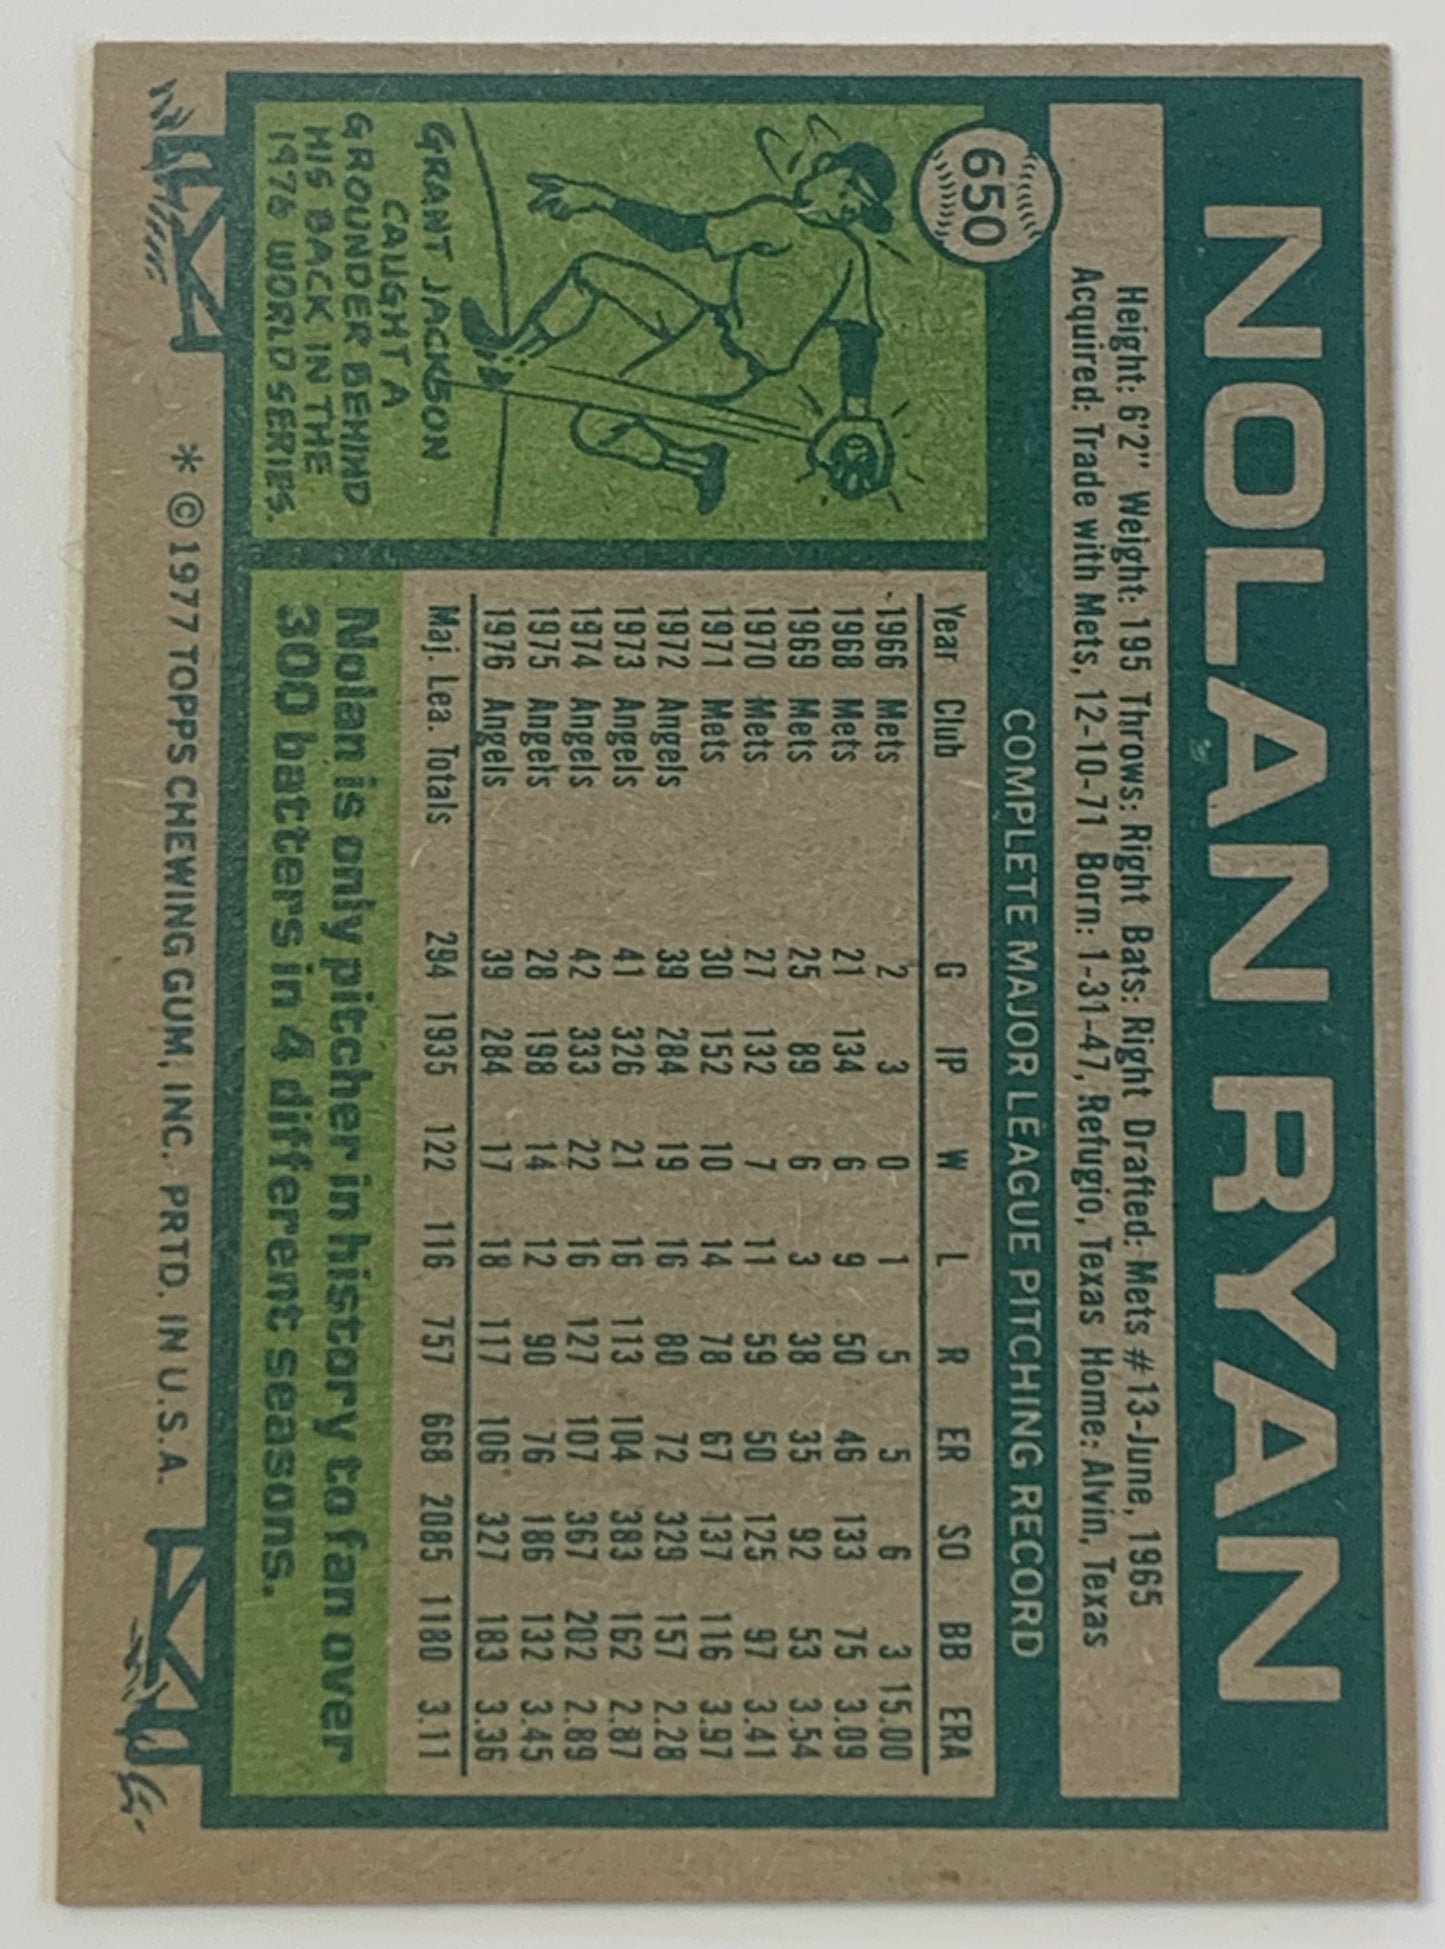 NOLAN RYAN
Height: 6'2" Weight: 195 Throws: Right Bats: Right Drafted: Mets #13-June, 1965
Acquired: Trade with Mets, 12-10-71 Born: 1-31-47, Refugio, Texas Home: Alvin, Texas
650
COMPLETE MAJOR LEAGUE PITCHING RECORD
Year Club G IP W L R ER SO BB ERA
1966 Mets 2 3 0 1 5 5 6 3 15.00
1968 Mets 21 134 6 9 50 46 133 75 3.09
1969 Mets 25 89 6 3 38 35 92 53 3.54
1970 Mets 27 132 7 11 59 50 125 97 3.41
1971 Mets 30 152 10 14 78 67 137 116 3.97
1972 Angels 39 284 19 16 80 72 329 157 2.28
1973 Angels 41 326 21 16 113 104 383 162 2.87
1974 Angels 42 333 22 16 127 107 367 202 2.89
1975 Angels 28 198 14 12 90 76 186 132 3.45
1976 Angels 39 284 17 18 117 106 327 183 3.36
Maj. Lea. Totals 294 1935 122 116 757 668 2085 1180 3.11
GRANT JACKSON
CAUGHT A
GROUNDER BEHIND
HIS BACK IN THE
1976 WORLD SERIES.
Nolan is only pitcher in history to fan over
300 batters in 4 different seasons.
* © 1977 TOPPS CHEWING GUM, INC. PRTD. IN U.S.A.